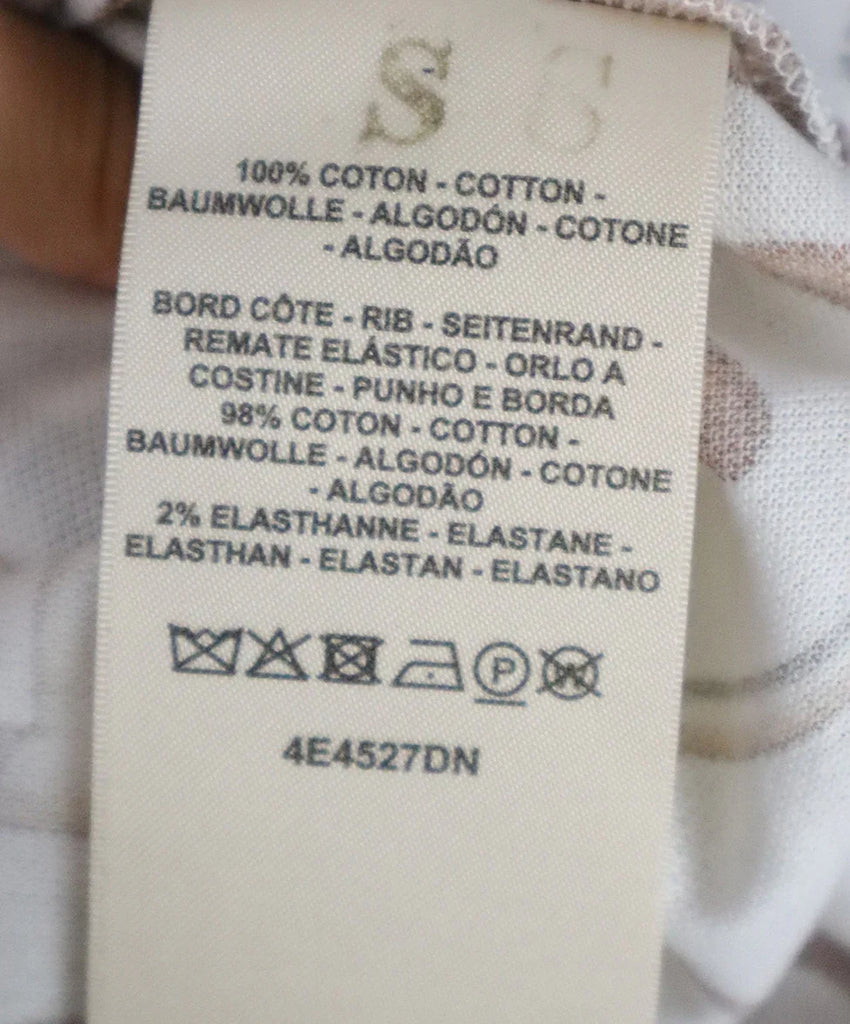 S S
100% COTON - COTTON -
BAUMWOLLE - ALGODÓN - COTONE
- ALGODÃO
BORD CÔTE - RIB - SEITENRAND -
REMATE ELÁSTICO - ORLO A
COSTINE - PUNHO E BORDA
98% COTON - COTTON -
BAUMWOLLE - ALGODÓN - COTONE
- ALGODÃO
2% ELASTHANNE - ELASTANE -
ELASTHAN - ELASTAN - ELASTANO
P W
4E4527DN